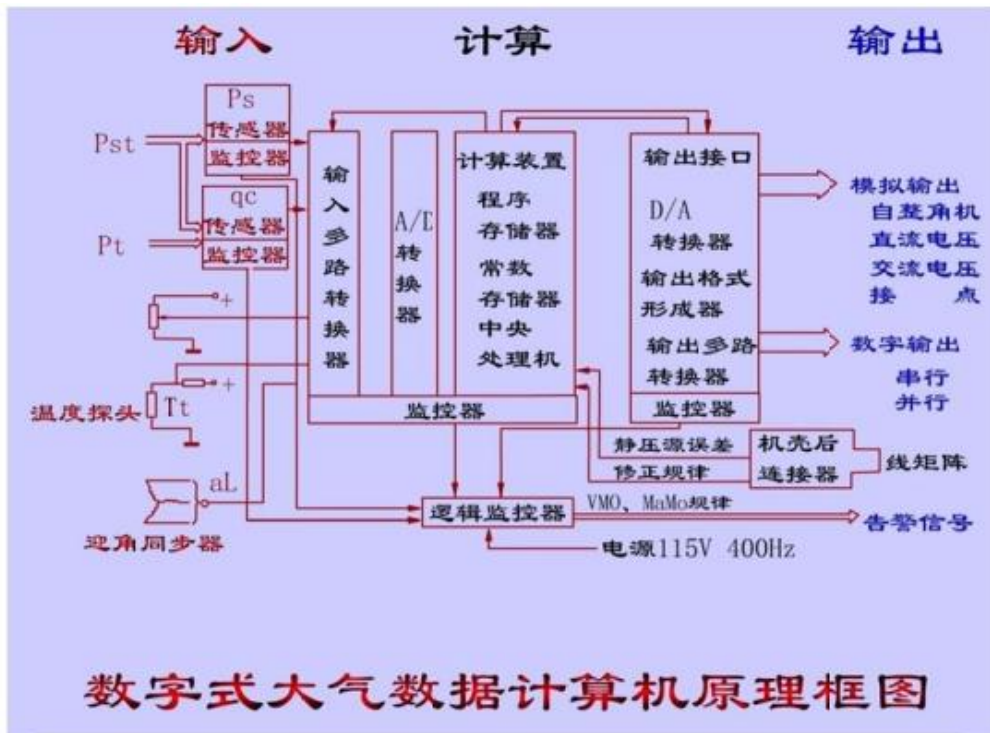 输入
计算
输出
Ps
传感器
监控器
Pst
qc
传感器
监控器
Pt
+
+
Tt
温度探头
aL
迎角同步器
输入多路转换器
A/D
转换器
计算装置
程序
存储器
常数
存储器
中央
处理机
监控器
输出接口
D/A
转换器
输出格式
形成器
输出多路
转换器
监控器
模拟输出
自整角机
直流电压
交流电压
接 点
数字输出
串行
并行
静压源误差
修正规律
机壳后
连接器
线矩阵
逻辑监控器
VMO、MaMo规律
告警信号
电源115V 400Hz
数字式大气数据计算机原理框图